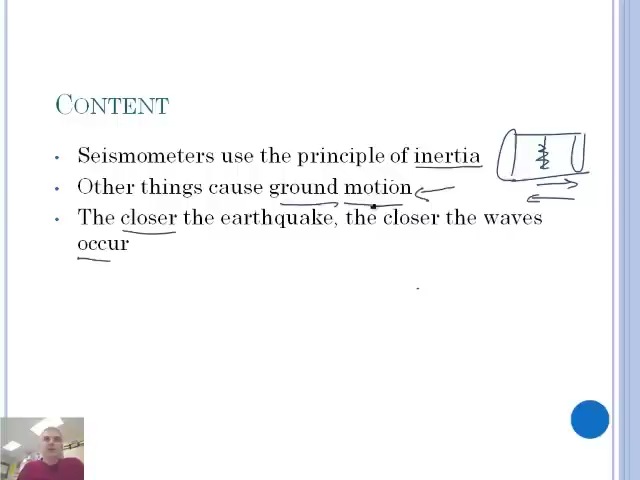 CONTENT
• Seismometers use the principle of inertia
• Other things cause ground motion
• The closer the earthquake, the closer the waves
occur